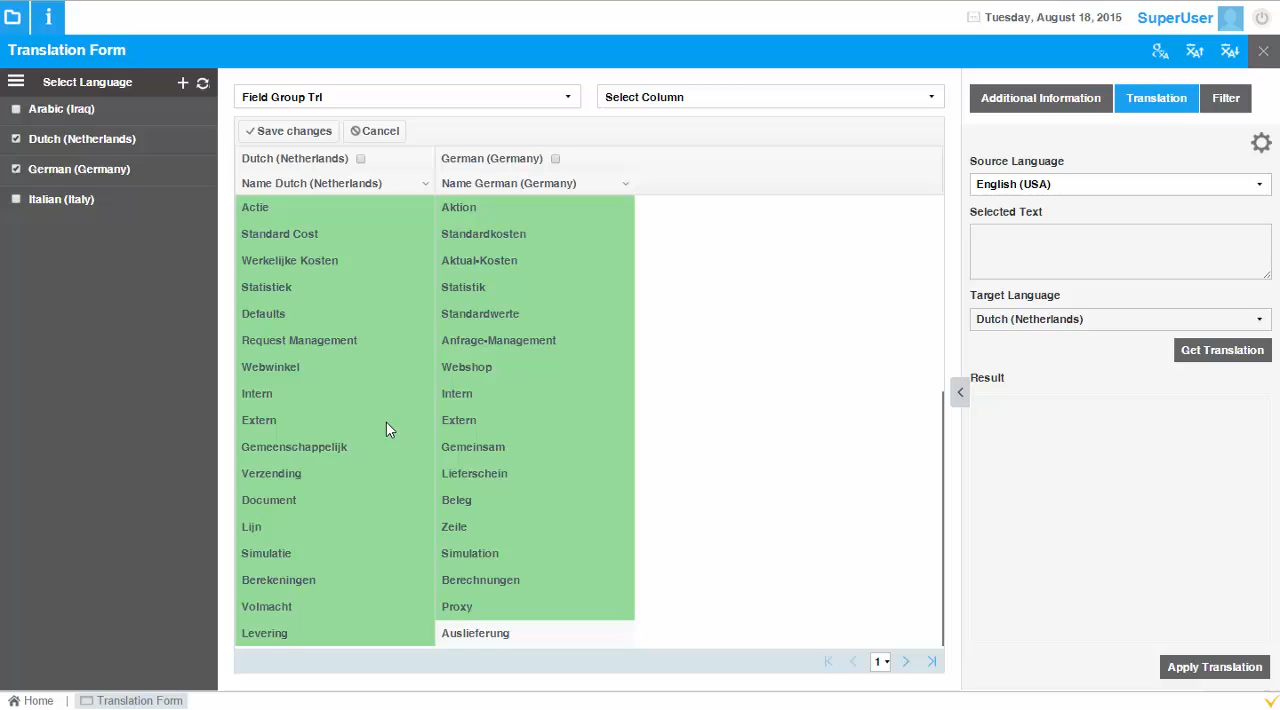 Tuesday, August 18, 2015 SuperUser
Translation Form
Select Language
Arabic (Iraq)
Dutch (Netherlands)
German (Germany)
Italian (Italy)
Field Group Trl
Select Column
Save changes Cancel
Dutch (Netherlands) German (Germany)
Name Dutch (Netherlands) Name German (Germany)
Actie Aktion
Standard Cost Standardkosten
Werkelijke Kosten Aktual-Kosten
Statistiek Statistik
Defaults Standardwerte
Request Management Anfrage-Management
Webwinkel Webshop
Intern Intern
Extern Extern
Gemeenschappelijk Gemeinsam
Verzending Lieferschein
Document Beleg
Lijn Zeile
Simulatie Simulation
Berekeningen Berechnungen
Volmacht Proxy
Levering Auslieferung
1
Additional Information Translation Filter
Source Language
English (USA)
Selected Text
Target Language
Dutch (Netherlands)
Get Translation
Result
Apply Translation
Home | Translation Form